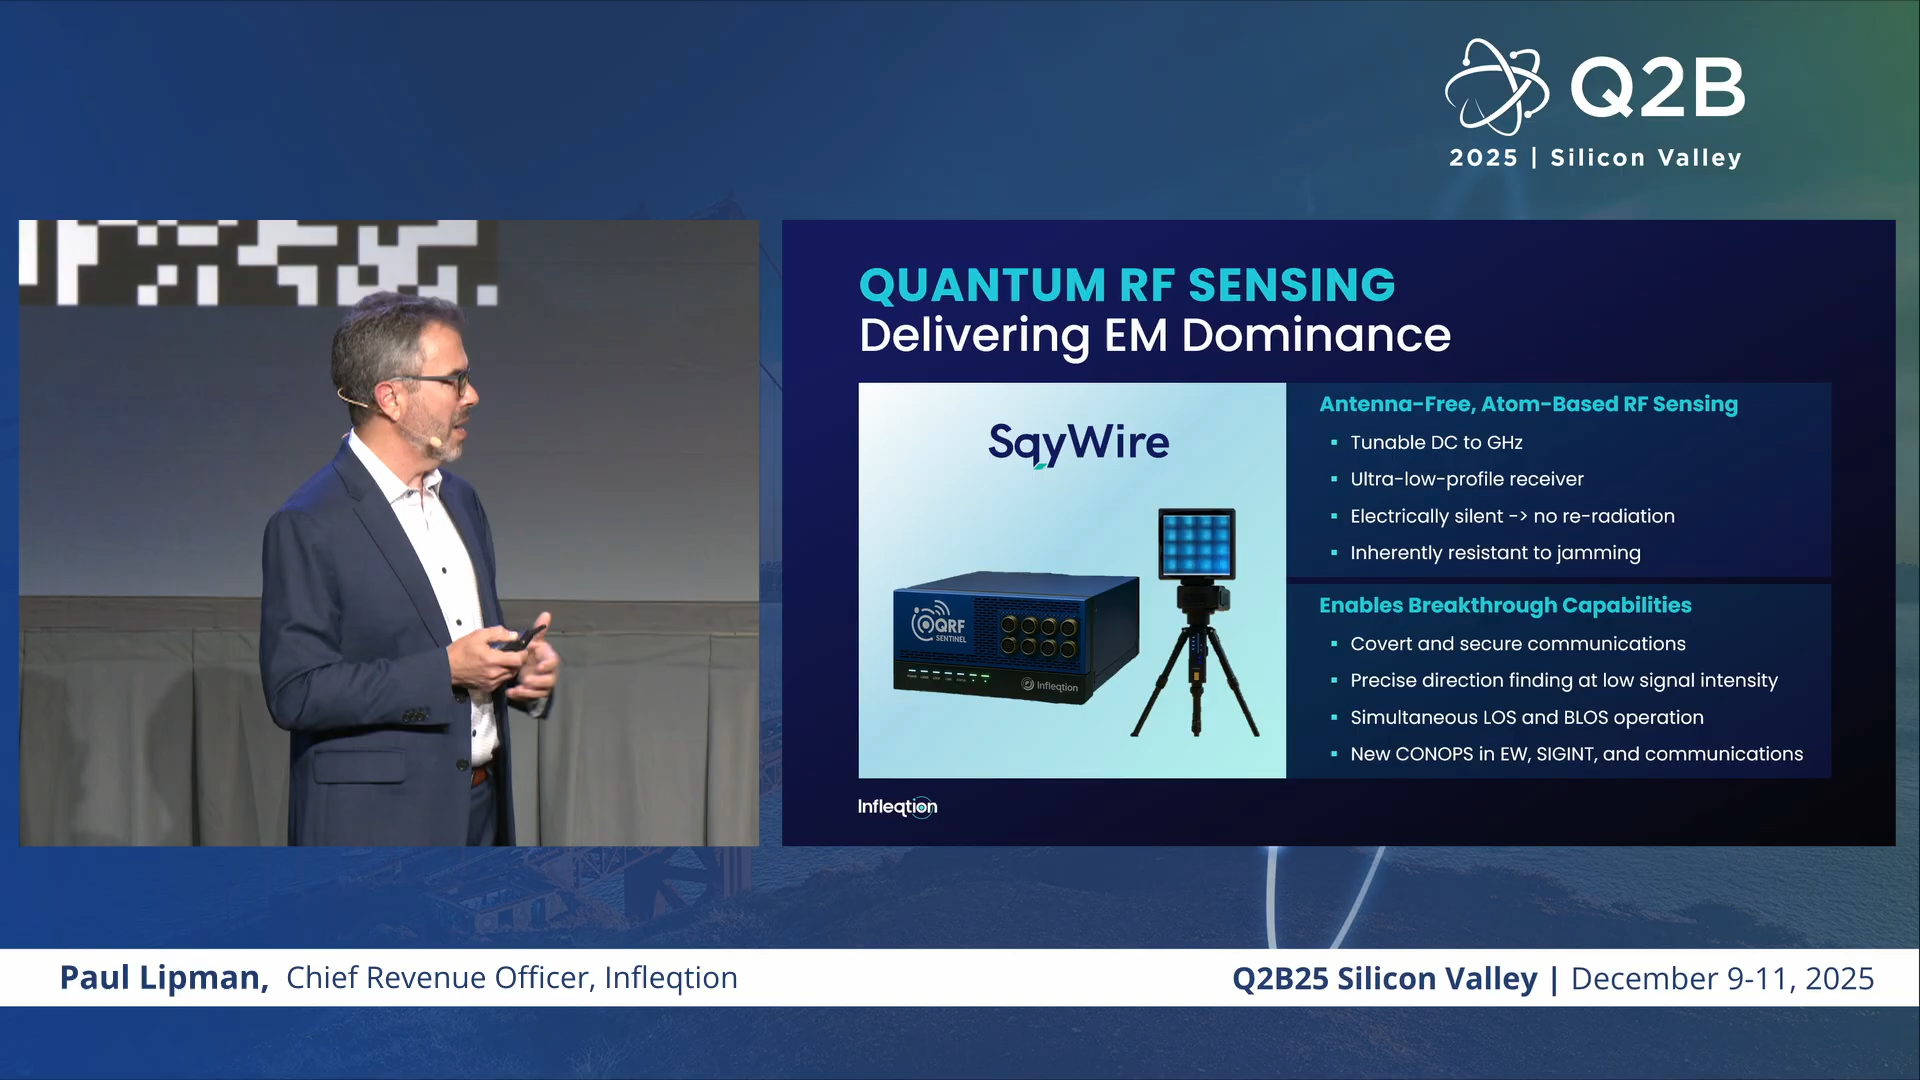 Q2B
2025 | Silicon Valley
QUANTUM RF SENSING
Delivering EM Dominance
SqyWire
QRF
SENTINEL
Infleqtion
Antenna-Free, Atom-Based RF Sensing
▪ Tunable DC to GHz
▪ Ultra-low-profile receiver
▪ Electrically silent -> no re-radiation
▪ Inherently resistant to jamming
Enables Breakthrough Capabilities
▪ Covert and secure communications
▪ Precise direction finding at low signal intensity
▪ Simultaneous LOS and BLOS operation
▪ New CONOPS in EW, SIGINT, and communications
Infleqtion
Paul Lipman, Chief Revenue Officer, Infleqtion
Q2B25 Silicon Valley | December 9-11, 2025